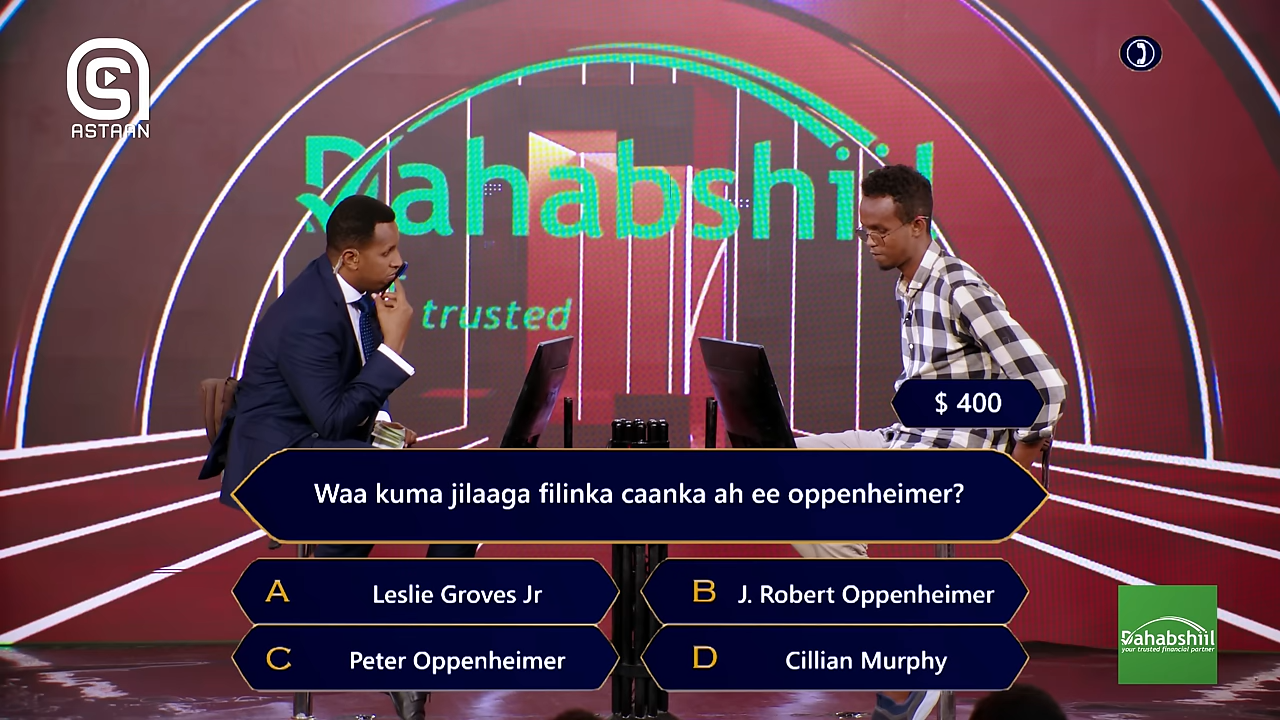 ASTAAN
Dahabshiil
trusted
$ 400
Waa kuma jilaaga filinka caanka ah ee oppenheimer?
A Leslie Groves Jr
B J. Robert Oppenheimer
C Peter Oppenheimer
D Cillian Murphy
Dahabshiil
your trusted financial partner